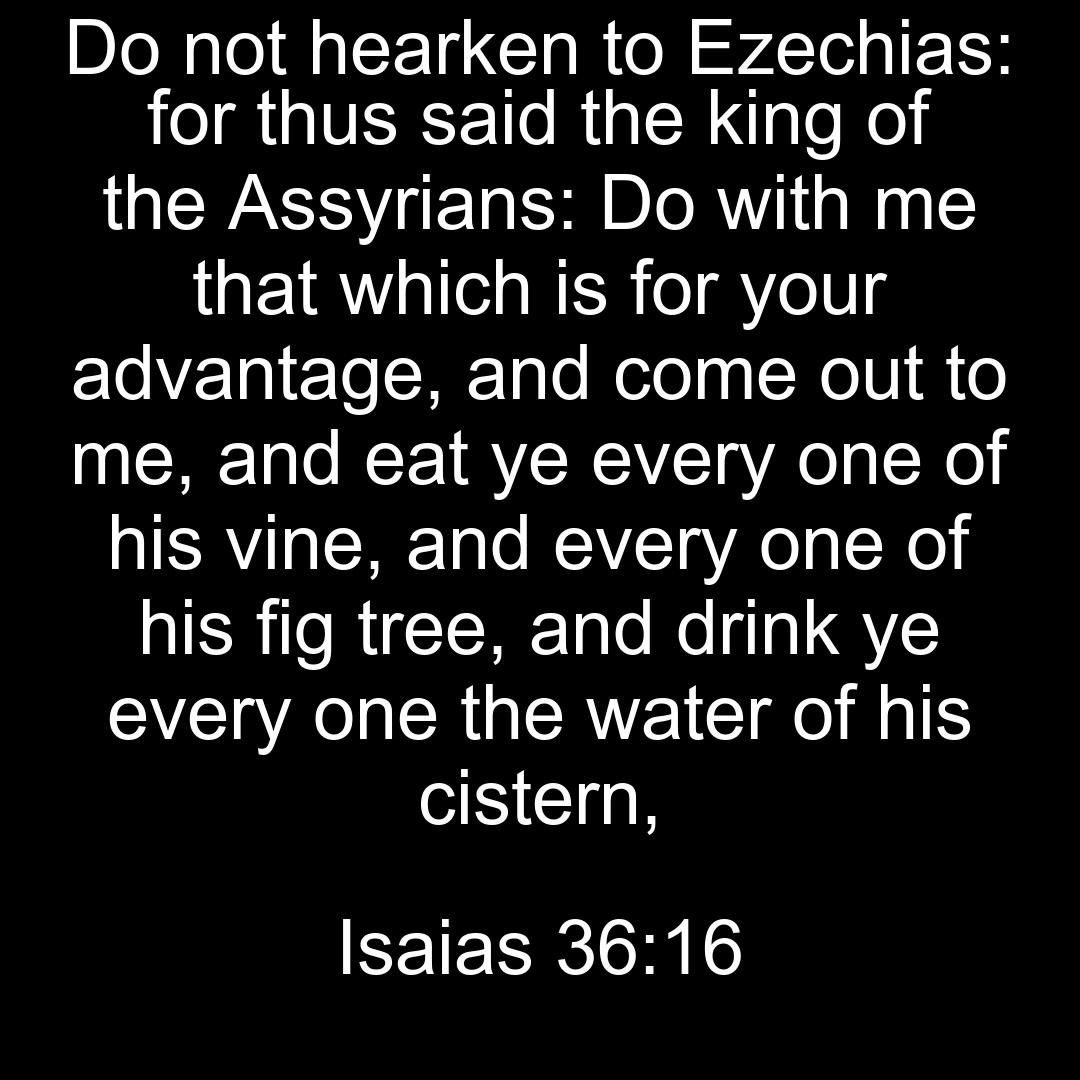 Do not hearken to Ezechias:
for thus said the king of
the Assyrians: Do with me
that which is for your
advantage, and come out to
me, and eat ye every one of
his vine, and every one of
his fig tree, and drink ye
every one the water of his
cistern,
Isaias 36:16